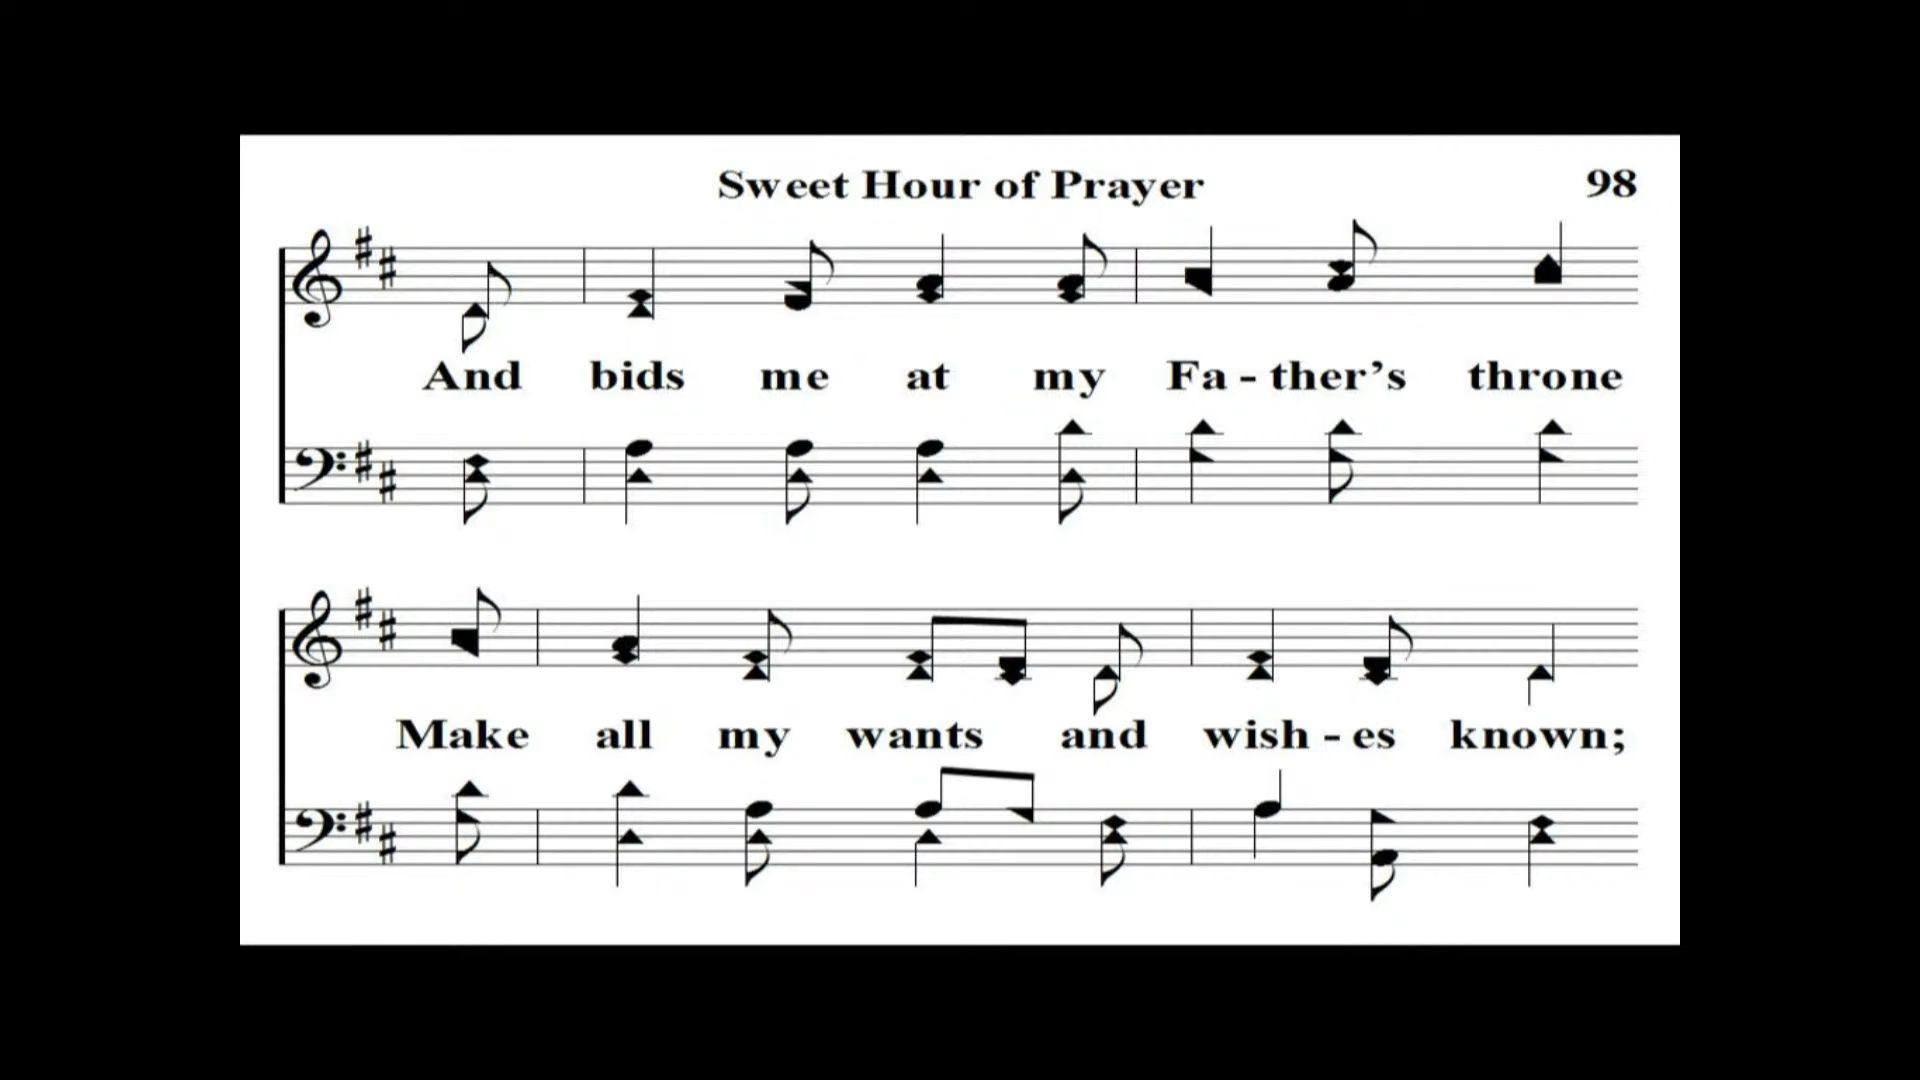 Sweet Hour of Prayer 98
And bids me at my Fa - ther’s throne
Make all my wants and wish - es known;